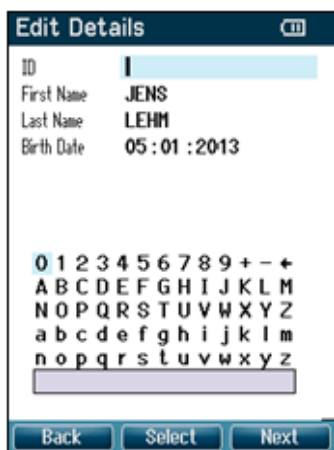 Edit Details
ID
First Name JENS
Last Name LEHM
Birth Date 05:01:2013
0 1 2 3 4 5 6 7 8 9 + - ←
A B C D E F G H I J K L M
N O P Q R S T U V W X Y Z
a b c d e f g h i j k l m
n o p q r s t u v w x y z
Back Select Next